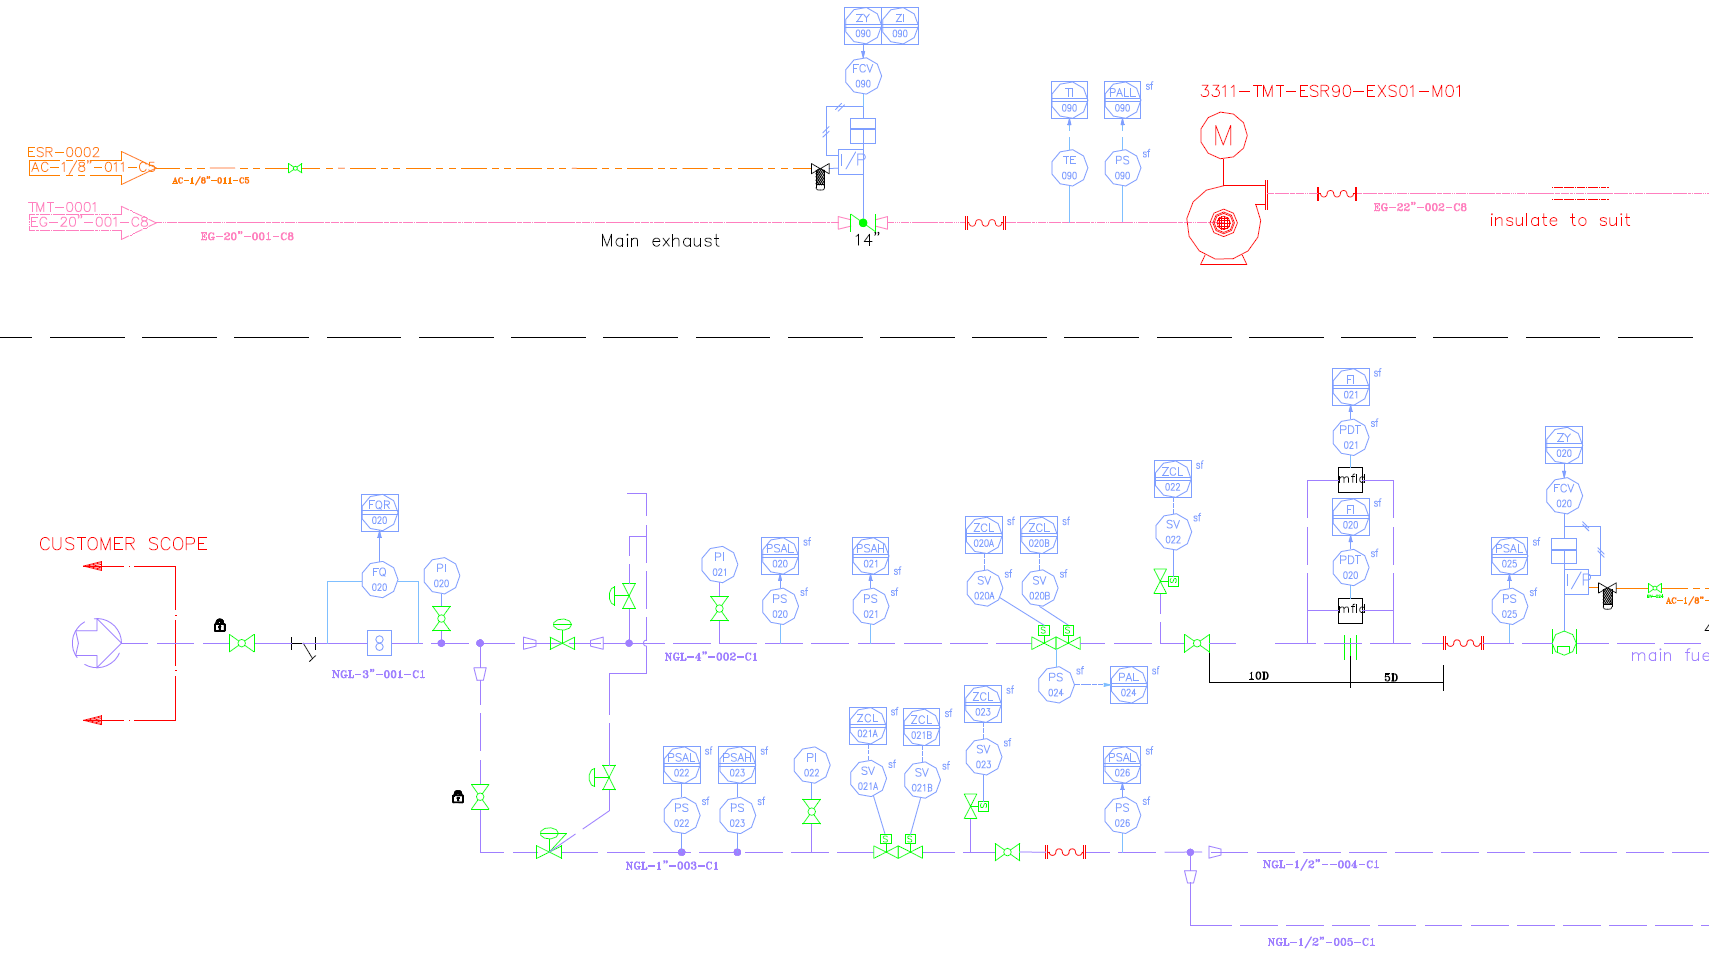 ZY
090
ZI
090
FCV
090
TI
090
PALL
090
sf
3311-TMT-ESR90-EXS01-M01
M
ESR-0002
AC-1/8"-011-C5
AC-1/8"-011-C5
I/P
TE
090
PS
090
sf
TMT-0001
EG-20"-001-C8
EG-20"-001-C8
Main exhaust
14"
EG-22"-002-C8
insulate to suit
FI
021
sf
PDT
021
sf
mfld
ZY
020
ZCL
022
sf
FCV
020
FQR
020
FI
020
sf
SV
022
sf
ZCL
020A
sf
ZCL
020B
sf
CUSTOMER SCOPE
PSAL
020
sf
PSAH
021
sf
PSAL
025
sf
PDT
020
sf
FQ
020
PI
020
PI
021
SV
020A
sf
SV
020B
sf
S
I/P
PS
020
sf
PS
021
sf
mfld
PS
025
sf
AC-1/8"-
S
S
8
4
NGL-3"-001-C1
NGL-4"-002-C1
main fue
PS
024
sf
PAL
024
sf
10D
5D
ZCL
023
sf
ZCL
021A
sf
ZCL
021B
sf
PSAL
022
sf
PSAH
023
sf
PI
022
SV
023
sf
PSAL
026
sf
SV
021A
sf
SV
021B
sf
S
PS
022
sf
PS
023
sf
PS
026
sf
S
S
NGL-1"-003-C1
NGL-1/2"--004-C1
NGL-1/2"-005-C1